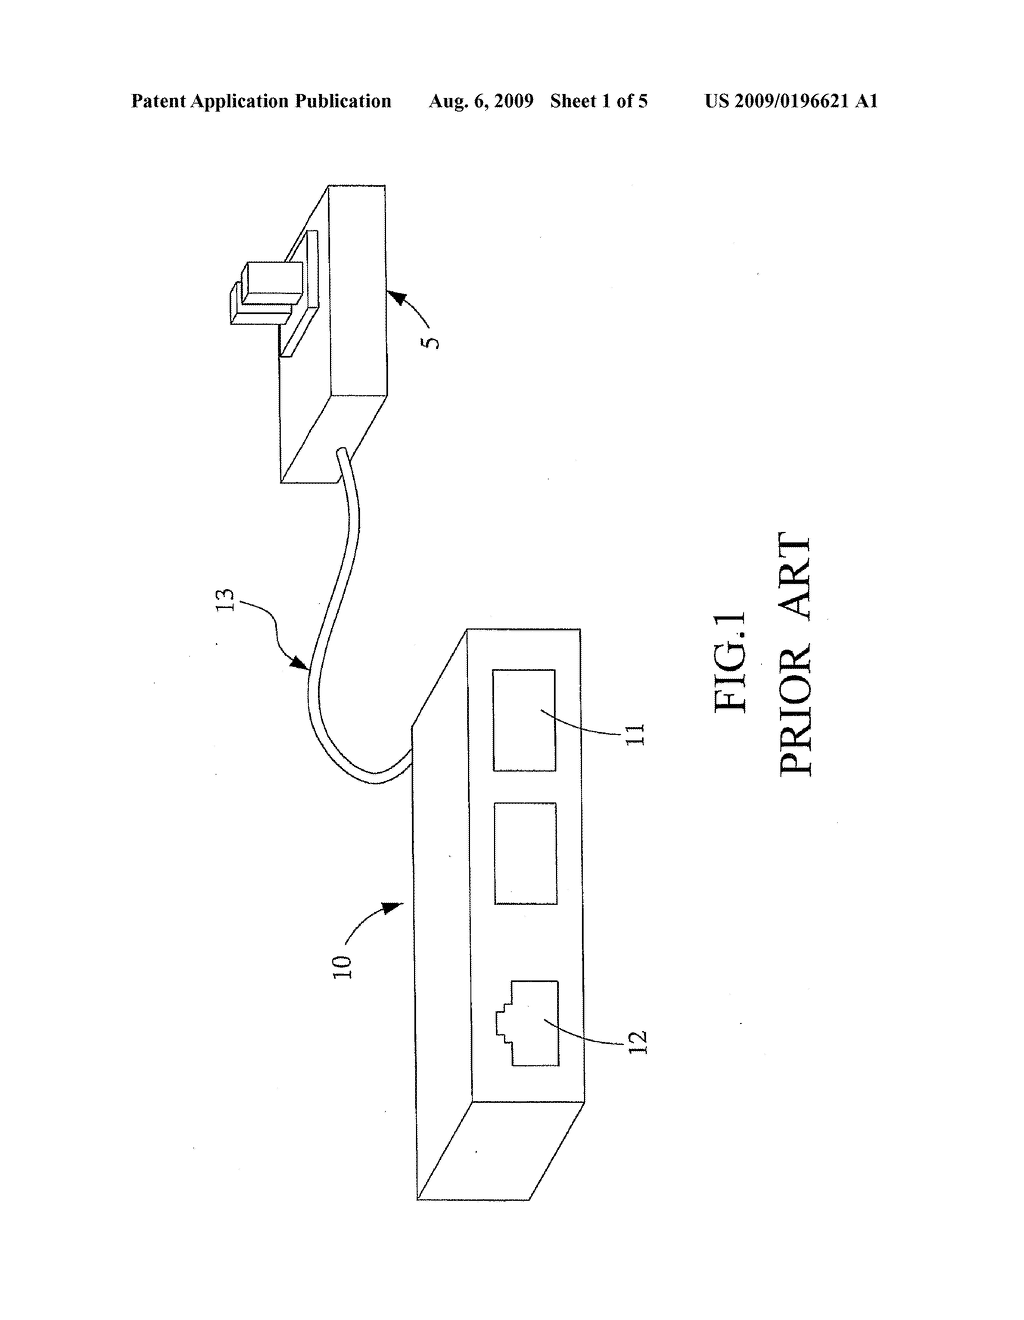 Patent Application Publication Aug. 6, 2009 Sheet 1 of 5 US 2009/0196621 A1
5
13
11
10
12
FIG.1
PRIOR ART